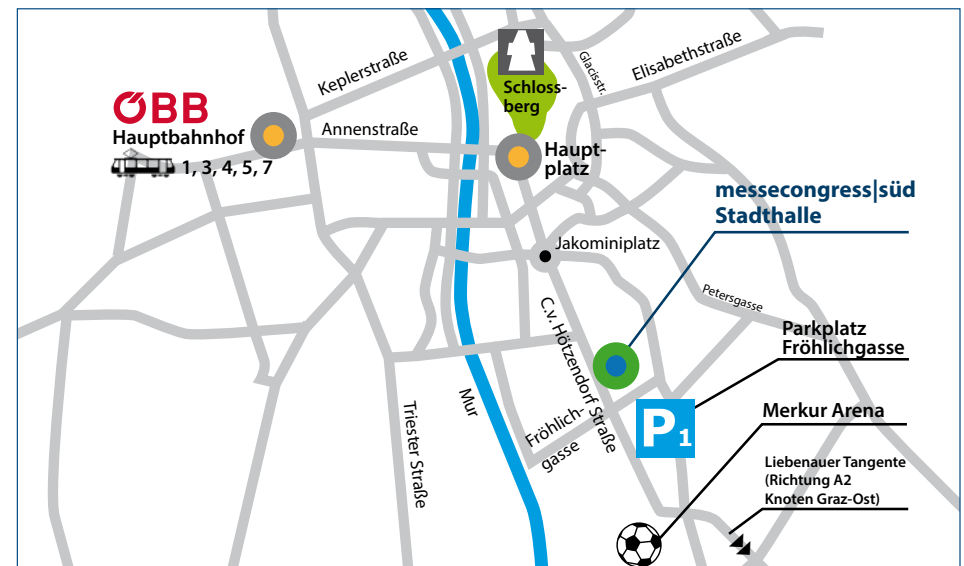 Keplerstraße
Glacisstr.
Elisabethstraße
Schloss-
berg
ÖBB
Hauptbahnhof
1, 3, 4, 5, 7
Annenstraße
Haupt-
platz
messecongress|süd
Stadthalle
Jakominiplatz
Petersgasse
C.v. Hötzendorf Straße
Parkplatz
Fröhlichgasse
Mur
Triester Straße
Fröhlich-
gasse
P1
Merkur Arena
Liebenauer Tangente
(Richtung A2
Knoten Graz-Ost)